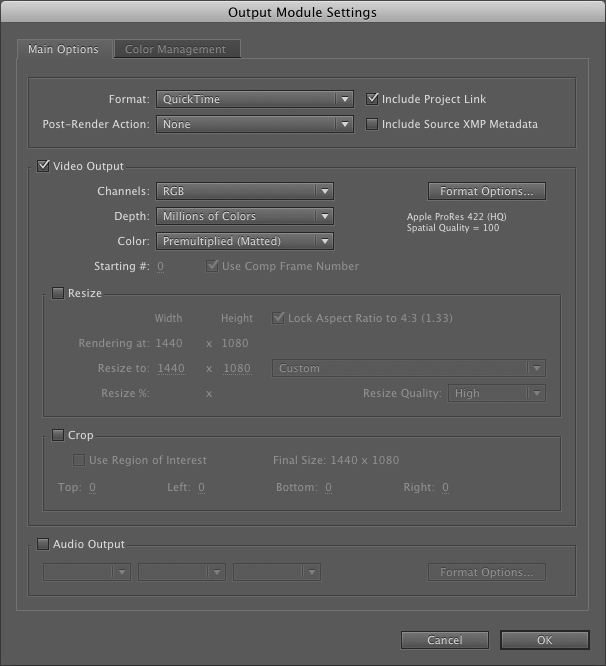 Output Module Settings
Main Options Color Management
Format: QuickTime Include Project Link
Post-Render Action: None Include Source XMP Metadata
Video Output
Channels: RGB Format Options...
Depth: Millions of Colors Apple ProRes 422 (HQ)
Spatial Quality = 100
Color: Premultiplied (Matted)
Starting #: 0 Use Comp Frame Number
Resize
Width Height Lock Aspect Ratio to 4:3 (1.33)
Rendering at: 1440 x 1080
Resize to: 1440 x 1080 Custom
Resize %: x Resize Quality: High
Crop
Use Region of Interest Final Size: 1440 x 1080
Top: 0 Left: 0 Bottom: 0 Right: 0
Audio Output
Format Options...
Cancel OK